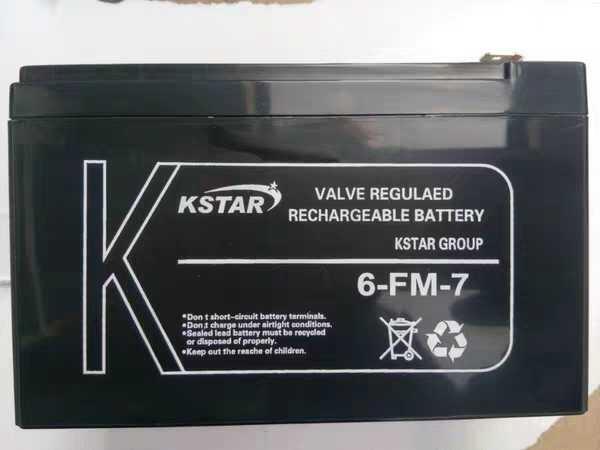 KSTAR
VALVE REGULAED
RECHARGEABLE BATTERY
KSTAR GROUP
6-FM-7
•Don,t short-circuit battery terminals.
•Don,t charge under airtight conditions.
•Sealed lead battery must be recycled
or disposed of properly.
•Keep out the reache of children.